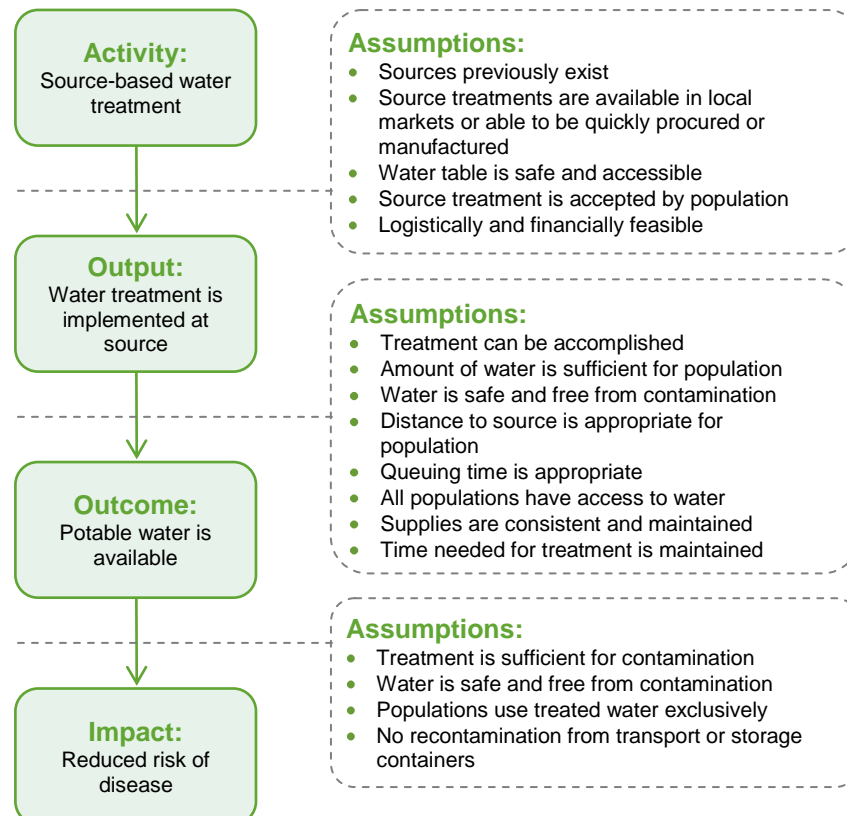 Activity:
Source-based water
treatment
Assumptions:
• Sources previously exist
• Source treatments are available in local
markets or able to be quickly procured or
manufactured
• Water table is safe and accessible
• Source treatment is accepted by population
• Logistically and financially feasible
Output:
Water treatment is
implemented at
source
Assumptions:
• Treatment can be accomplished
• Amount of water is sufficient for population
• Water is safe and free from contamination
• Distance to source is appropriate for
population
• Queuing time is appropriate
• All populations have access to water
• Supplies are consistent and maintained
• Time needed for treatment is maintained
Outcome:
Potable water is
available
Assumptions:
• Treatment is sufficient for contamination
• Water is safe and free from contamination
• Populations use treated water exclusively
• No recontamination from transport or storage
containers
Impact:
Reduced risk of
disease